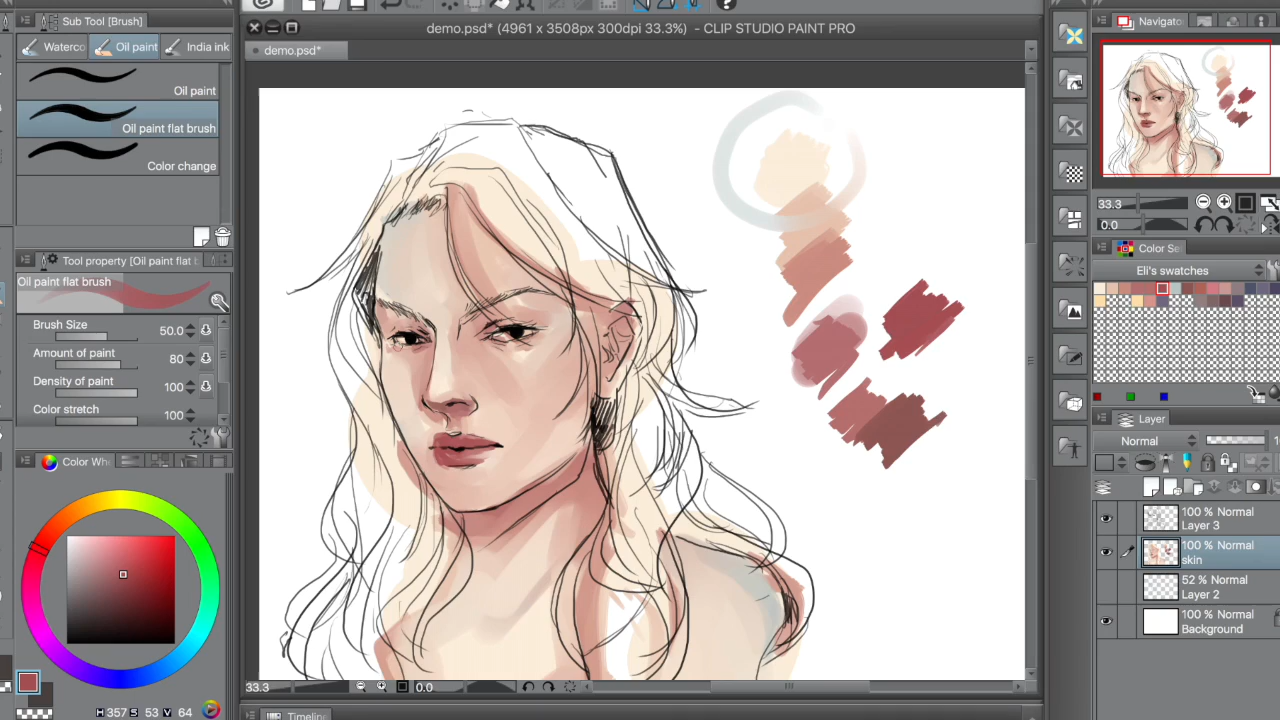 Sub Tool [Brush]
Waterco
Oil paint
India ink
Oil paint
Oil paint flat brush
Color change
Tool property [Oil paint flat b
Oil paint flat brush
Brush Size 50.0
Amount of paint 80
Density of paint 100
Color stretch 100
Color Whe
H 357 S 53 V 64
demo.psd* (4961 x 3508px 300dpi 33.3%) - CLIP STUDIO PAINT PRO
demo.psd*
33.3
0.0
Timeline
Navigator
33.3
0.0
Color Se
Eli's swatches
Layer
Normal
100 % Normal
Layer 3
100 % Normal
skin
52 % Normal
Layer 2
100 % Normal
Background